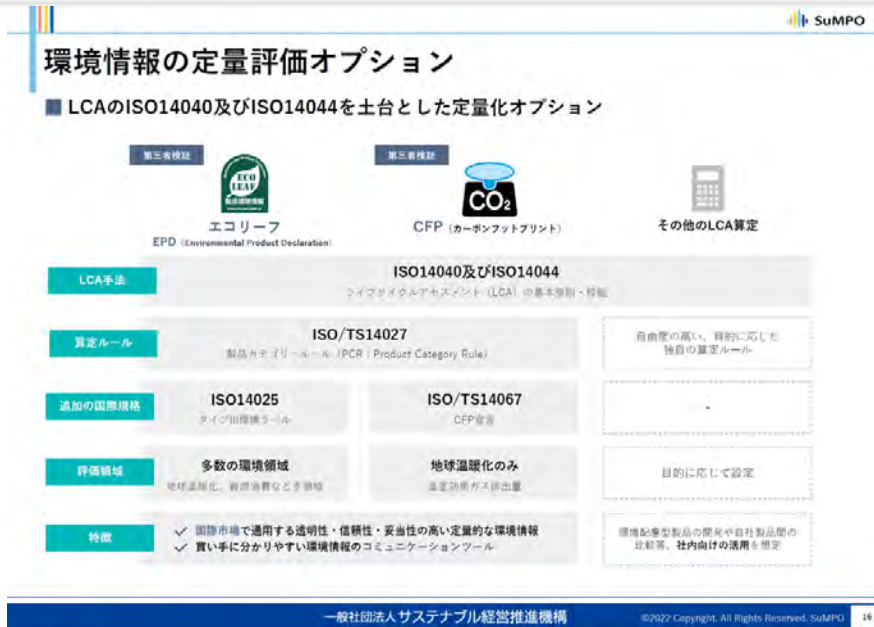 SuMPO
環境情報の定量評価オプション
LCAのISO14040及びISO14044を土台とした定量化オプション
第三者検証
第三者検証
ECO
LEAF
製品環境情報
CO₂
エコリーフ
EPD（Environmental Product Declaration）
CFP（カーボンフットプリント）
その他のLCA算定
LCA手法
ISO14040及びISO14044
ライフサイクルアセスメント（LCA）の基本原則・枠組
算定ルール
ISO/TS14027
製品カテゴリールール（PCR：Product Category Rule）
自由度の高い、目的に応じた
独自の算定ルール
追加の国際規格
ISO14025
タイプIII環境ラベル
ISO/TS14067
CFP宣言
-
評価領域
多数の環境領域
地球温暖化、資源消費など多領域
地球温暖化のみ
温室効果ガス排出量
目的に応じて設定
特徴
✓ 国際市場で通用する透明性・信頼性・妥当性の高い定量的な環境情報
✓ 買い手に分かりやすい環境情報のコミュニケーションツール
環境配慮型製品の開発や自社製品間の
比較等、社内向けの活用を想定
一般社団法人サステナブル経営推進機構
©2022 Copyright. All Rights Reserved. SuMPO
16